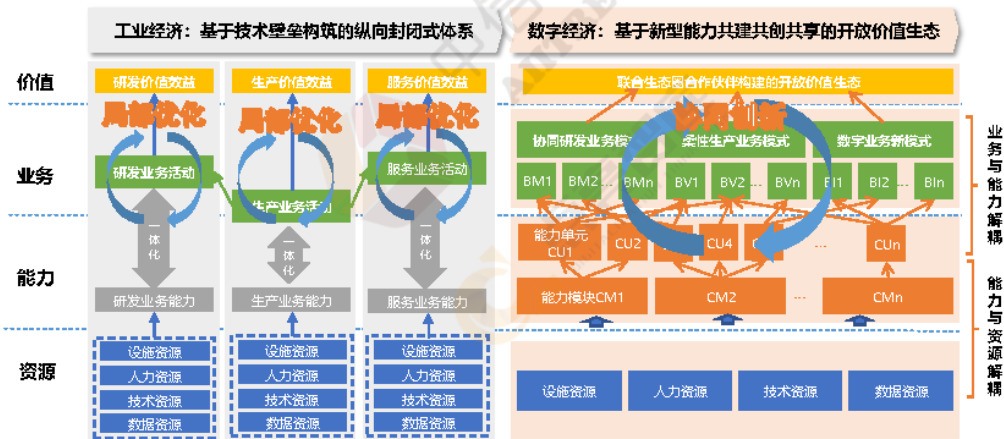 工业经济：基于技术壁垒构筑的纵向封闭式体系
数字经济：基于新型能力共建共创共享的开放价值生态
价值
研发价值效益
生产价值效益
服务价值效益
联合生态圈合作伙伴构建的开放价值生态
局部优化
局部优化
局部优化
协同创新
业务
研发业务活动
生产业务活动
服务业务活动
协同研发业务模
柔性生产业务模式
数字业务新模式
BM1
BM2
...
BMn
BV1
BV2
...
BVn
BI1
BI2
...
BIn
业务与能力解耦
一体化
一体化
一体化
能力
研发业务能力
生产业务能力
服务业务能力
能力单元
CU1
CU2
CU4
...
CUn
能力模块CM1
CM2
...
CMn
能力与资源解耦
资源
设施资源
人力资源
技术资源
数据资源
设施资源
人力资源
技术资源
数据资源
设施资源
人力资源
技术资源
数据资源
设施资源
人力资源
技术资源
数据资源